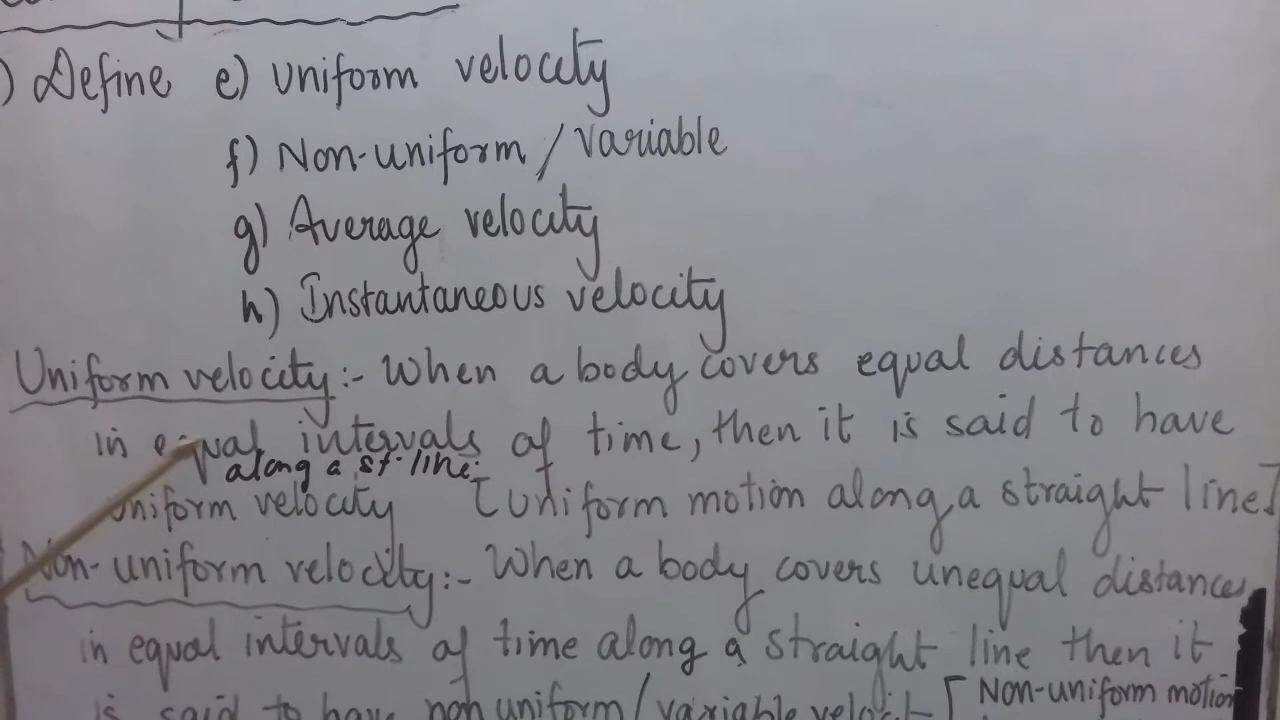 ) Define e) uniform velocity
f) Non-uniform / variable
g) Average velocity
h) Instantaneous velocity
Uniform velocity :- When a body covers equal distances
in equal intervals of time, then it is said to have
along a st. line.
uniform velocity [uniform motion along a straight line]
Non-uniform velocity :- When a body covers unequal distance
in equal intervals of time along a straight line then it
is said to have non uniform / variable velocit [Non-uniform motion